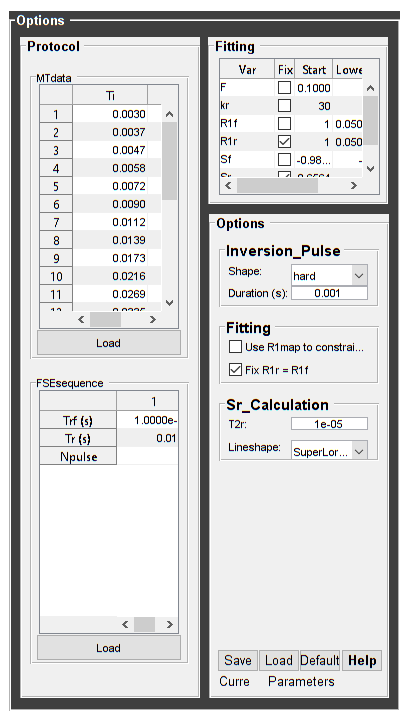 Options
Protocol
MTdata
Ti
1 0.0030
2 0.0037
3 0.0047
4 0.0058
5 0.0072
6 0.0090
7 0.0112
8 0.0139
9 0.0173
10 0.0216
11 0.0269
Load
FSEsequence
1
Trf (s) 1.0000e-
Tr (s) 0.01
Npulse
Load
Fitting
Var Fix Start Lowe
F 0.1000
kr 30
R1f 1 0.050
R1r 1 0.050
Sf -0.98... -
Options
Inversion_Pulse
Shape: hard
Duration (s): 0.001
Fitting
Use R1map to constrai...
Fix R1r = R1f
Sr_Calculation
T2r: 1e-05
Lineshape: SuperLor...
Save Load Default Help
Curre Parameters